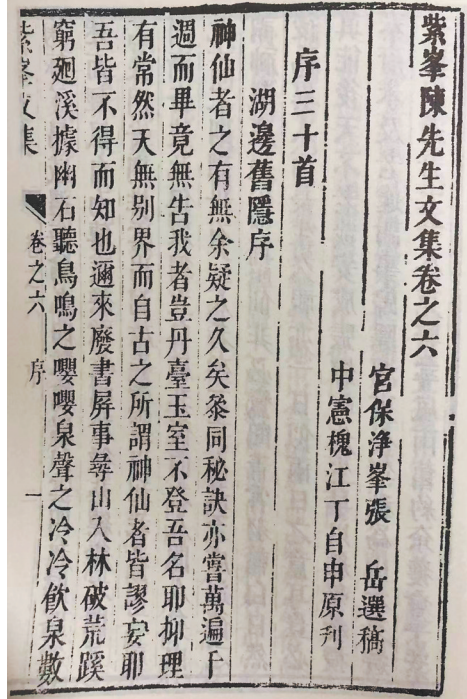 紫峯陳先生文集卷之六
官保淨峯張　岳選稿
中憲槐江丁自申原刊
序三十首
湖邊舊隱序
神仙者之有無余疑之久矣叅同秘訣亦嘗萬遍千
週而畢竟無告我者豈丹臺玉室不登吾名耶抑理
有常然天無別界而自古之所謂神仙者皆謬妄耶
吾皆不得而知也邇來廢書屏事尋山入林破荒蹊
窮廻溪據幽石聽鳥鳴之嚶嚶泉聲之冷冷飲泉數
紫峯文集
卷之六
序
一